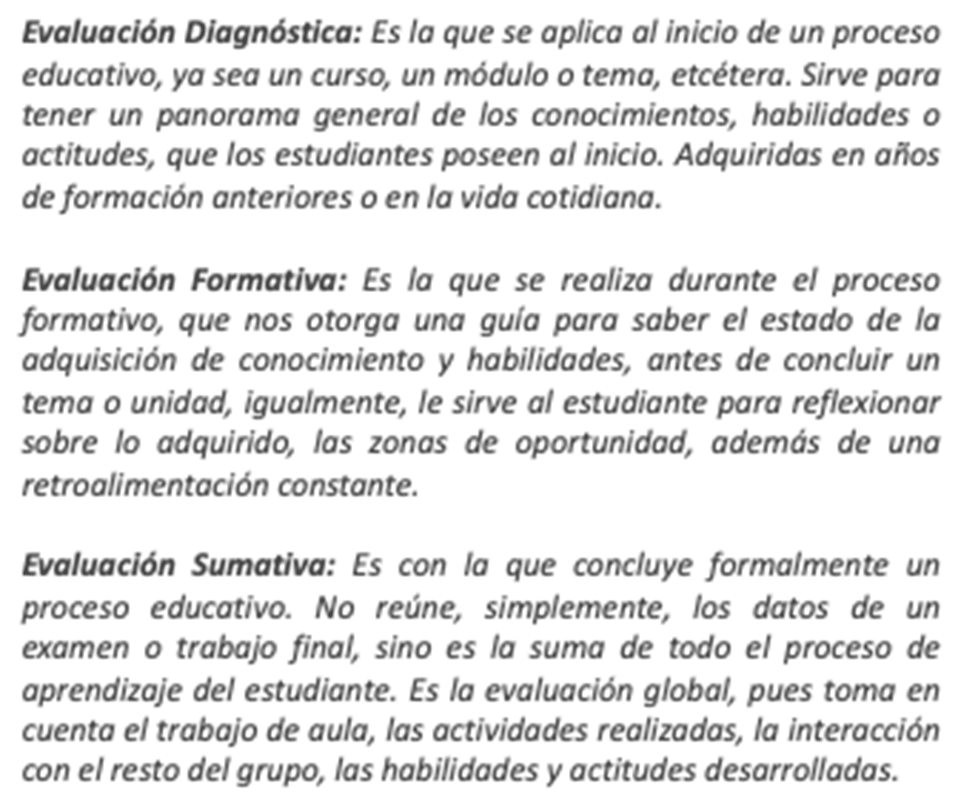 Evaluación Diagnóstica: Es la que se aplica al inicio de un proceso
educativo, ya sea un curso, un módulo o tema, etcétera. Sirve para
tener un panorama general de los conocimientos, habilidades o
actitudes, que los estudiantes poseen al inicio. Adquiridas en años
de formación anteriores o en la vida cotidiana.
Evaluación Formativa: Es la que se realiza durante el proceso
formativo, que nos otorga una guía para saber el estado de la
adquisición de conocimiento y habilidades, antes de concluir un
tema o unidad, igualmente, le sirve al estudiante para reflexionar
sobre lo adquirido, las zonas de oportunidad, además de una
retroalimentación constante.
Evaluación Sumativa: Es con la que concluye formalmente un
proceso educativo. No reúne, simplemente, los datos de un
examen o trabajo final, sino es la suma de todo el proceso de
aprendizaje del estudiante. Es la evaluación global, pues toma en
cuenta el trabajo de aula, las actividades realizadas, la interacción
con el resto del grupo, las habilidades y actitudes desarrolladas.